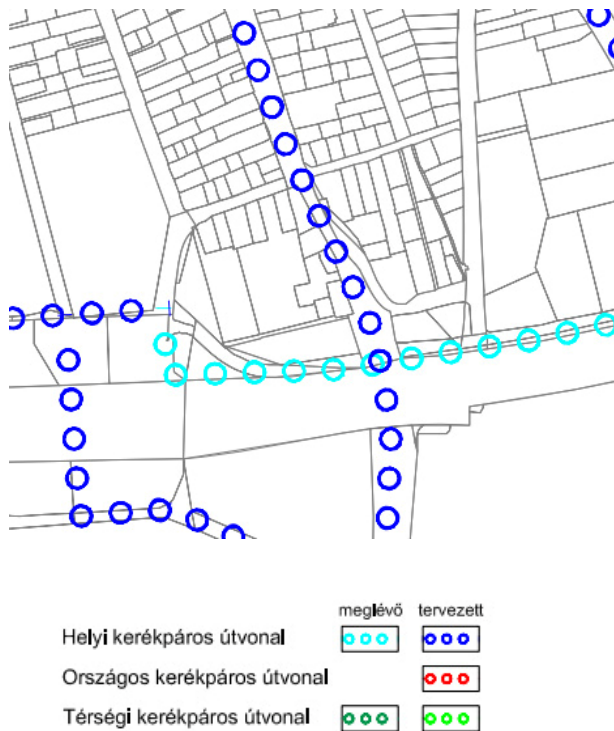 meglévő tervezett
Helyi kerékpáros útvonal
Országos kerékpáros útvonal
Térségi kerékpáros útvonal